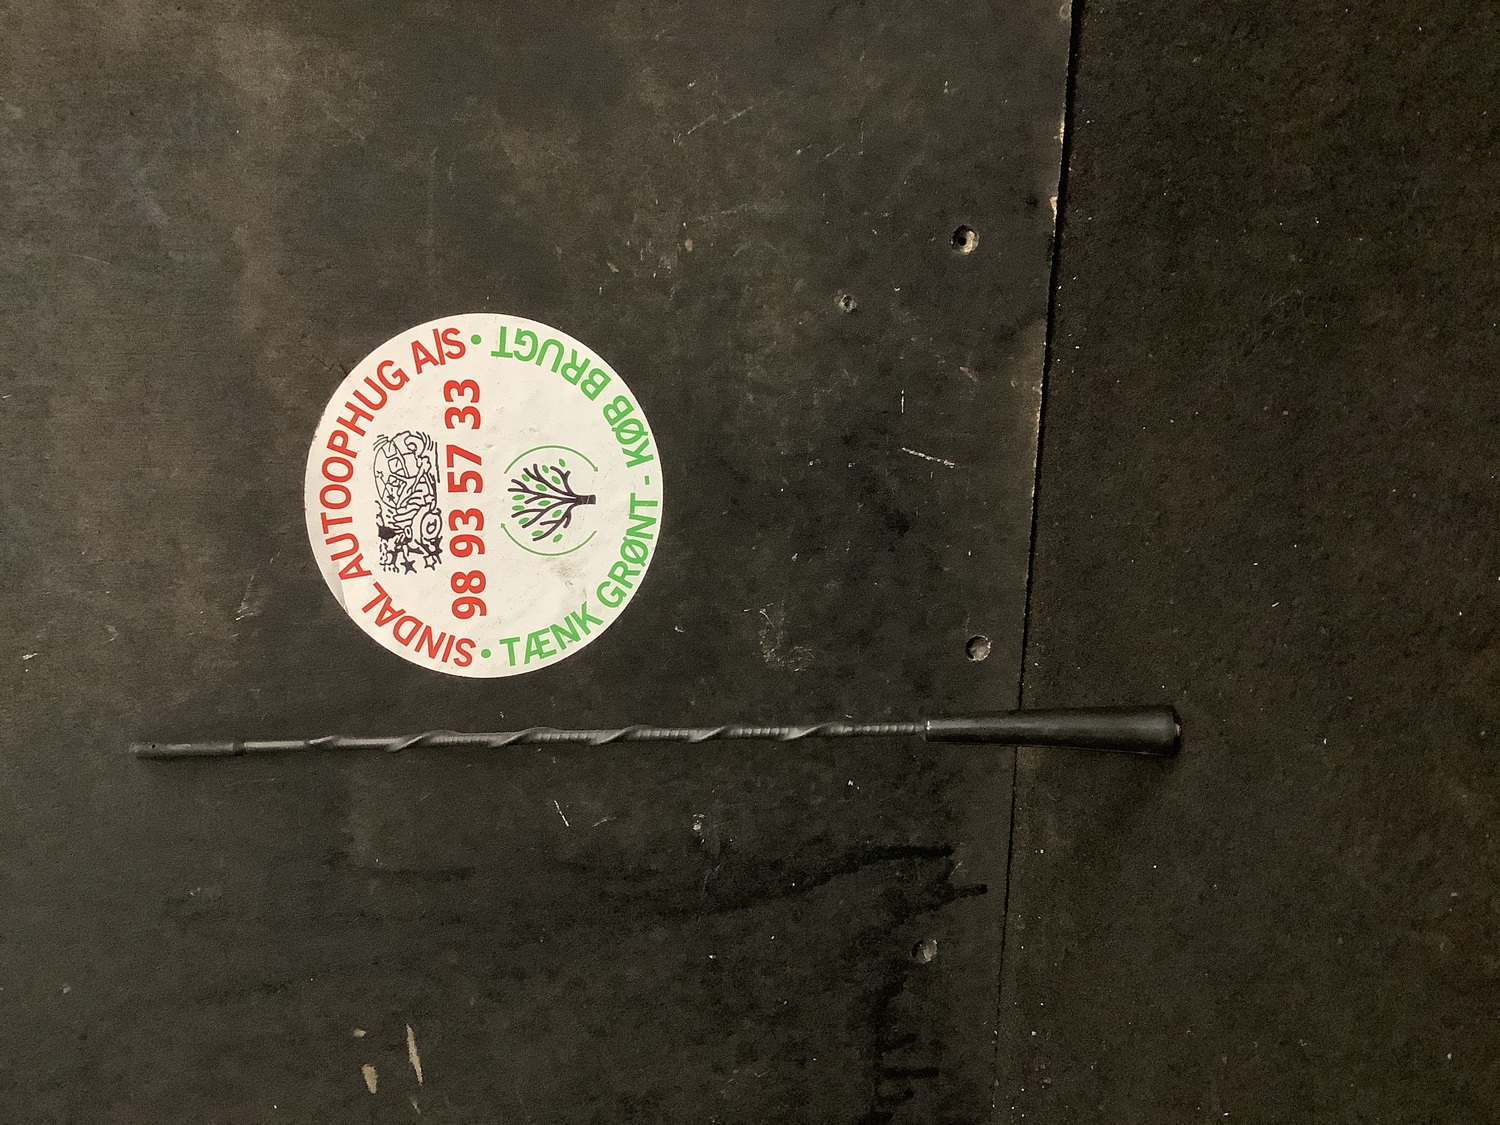 SINDAL AUTOOPHUG A/S
98 93 57 33
• TÆNK GRØNT - KØB BRUGT •